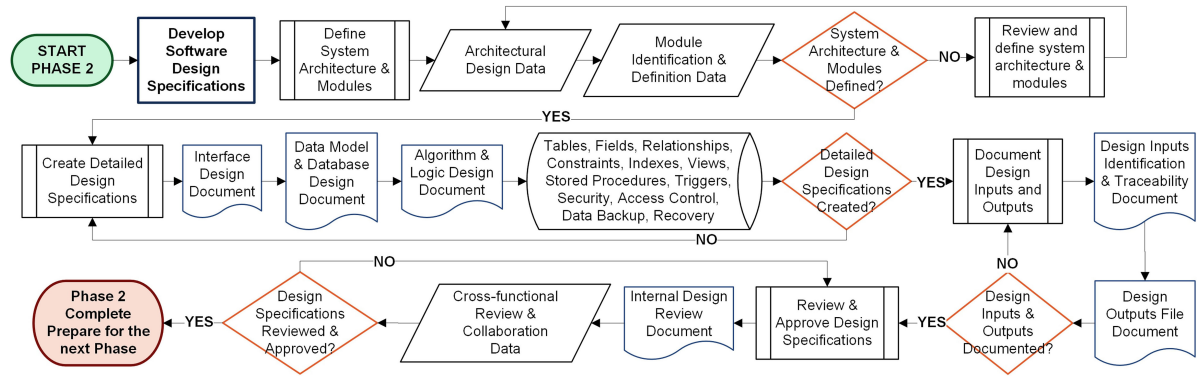 START
PHASE 2
Develop
Software
Design
Specifications
Define
System
Architecture &
Modules
Architectural
Design Data
Module
Identification &
Definition Data
System
Architecture &
Modules
Defined?
NO
Review and
define system
architecture &
modules
YES
Create Detailed
Design
Specifications
Interface
Design
Document
Data Model
& Database
Design
Document
Algorithm &
Logic Design
Document
Tables, Fields, Relationships,
Constraints, Indexes, Views,
Stored Procedures, Triggers,
Security, Access Control,
Data Backup, Recovery
Detailed
Design
Specifications
Created?
YES
Document
Design
Inputs and
Outputs
Design Inputs
Identification
& Traceability
Document
NO
NO
Design
Outputs File
Document
Design
Inputs &
Outputs
Documented?
YES
Review &
Approve Design
Specifications
Internal Design
Review
Document
Cross-functional
Review &
Collaboration
Data
NO
Design
Specifications
Reviewed &
Approved?
YES
Phase 2
Complete
Prepare for the
next Phase